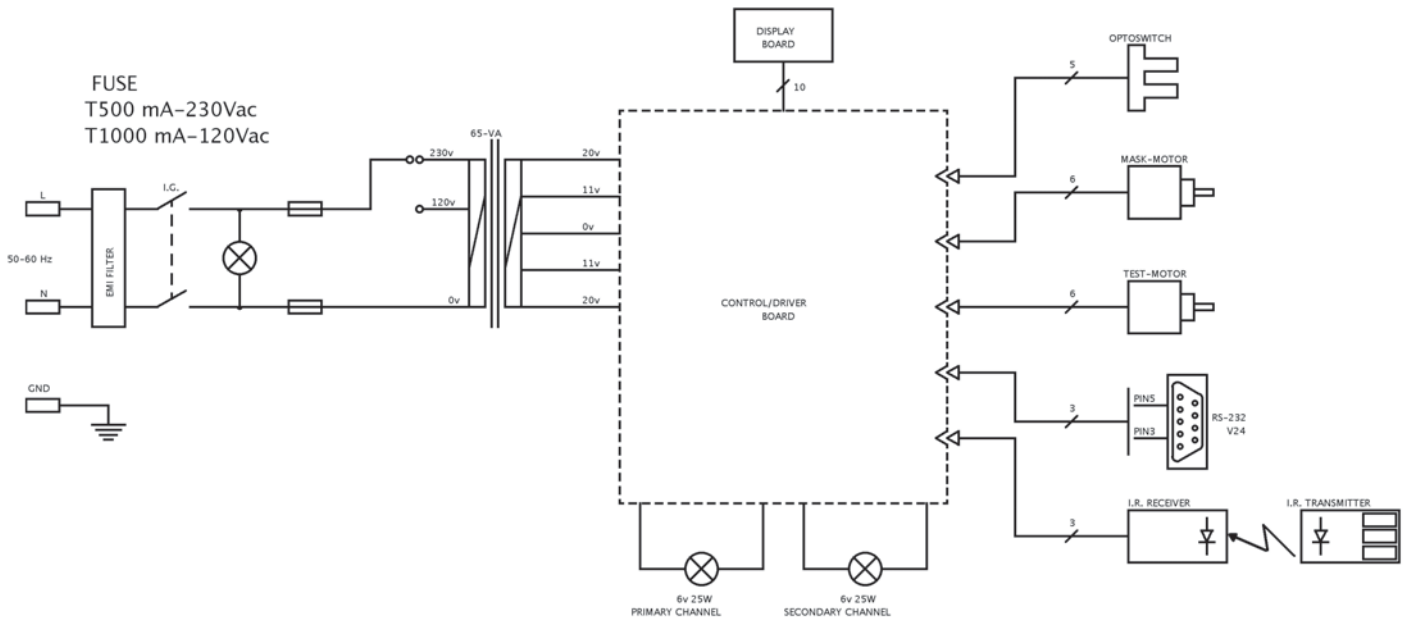 FUSE
T500 mA-230Vac
T1000 mA-120Vac
L
50-60 Hz
N
GND
EMI FILTER
I.G.
65-VA
230v
120v
0v
20v
11v
0v
11v
20v
DISPLAY
BOARD
10
CONTROL/DRIVER
BOARD
6v 25W
PRIMARY CHANNEL
6v 25W
SECONDARY CHANNEL
OPTOSWITCH
5
MASK-MOTOR
6
TEST-MOTOR
6
PIN5
PIN3
3
RS-232
V24
I.R. RECEIVER
3
I.R. TRANSMITTER